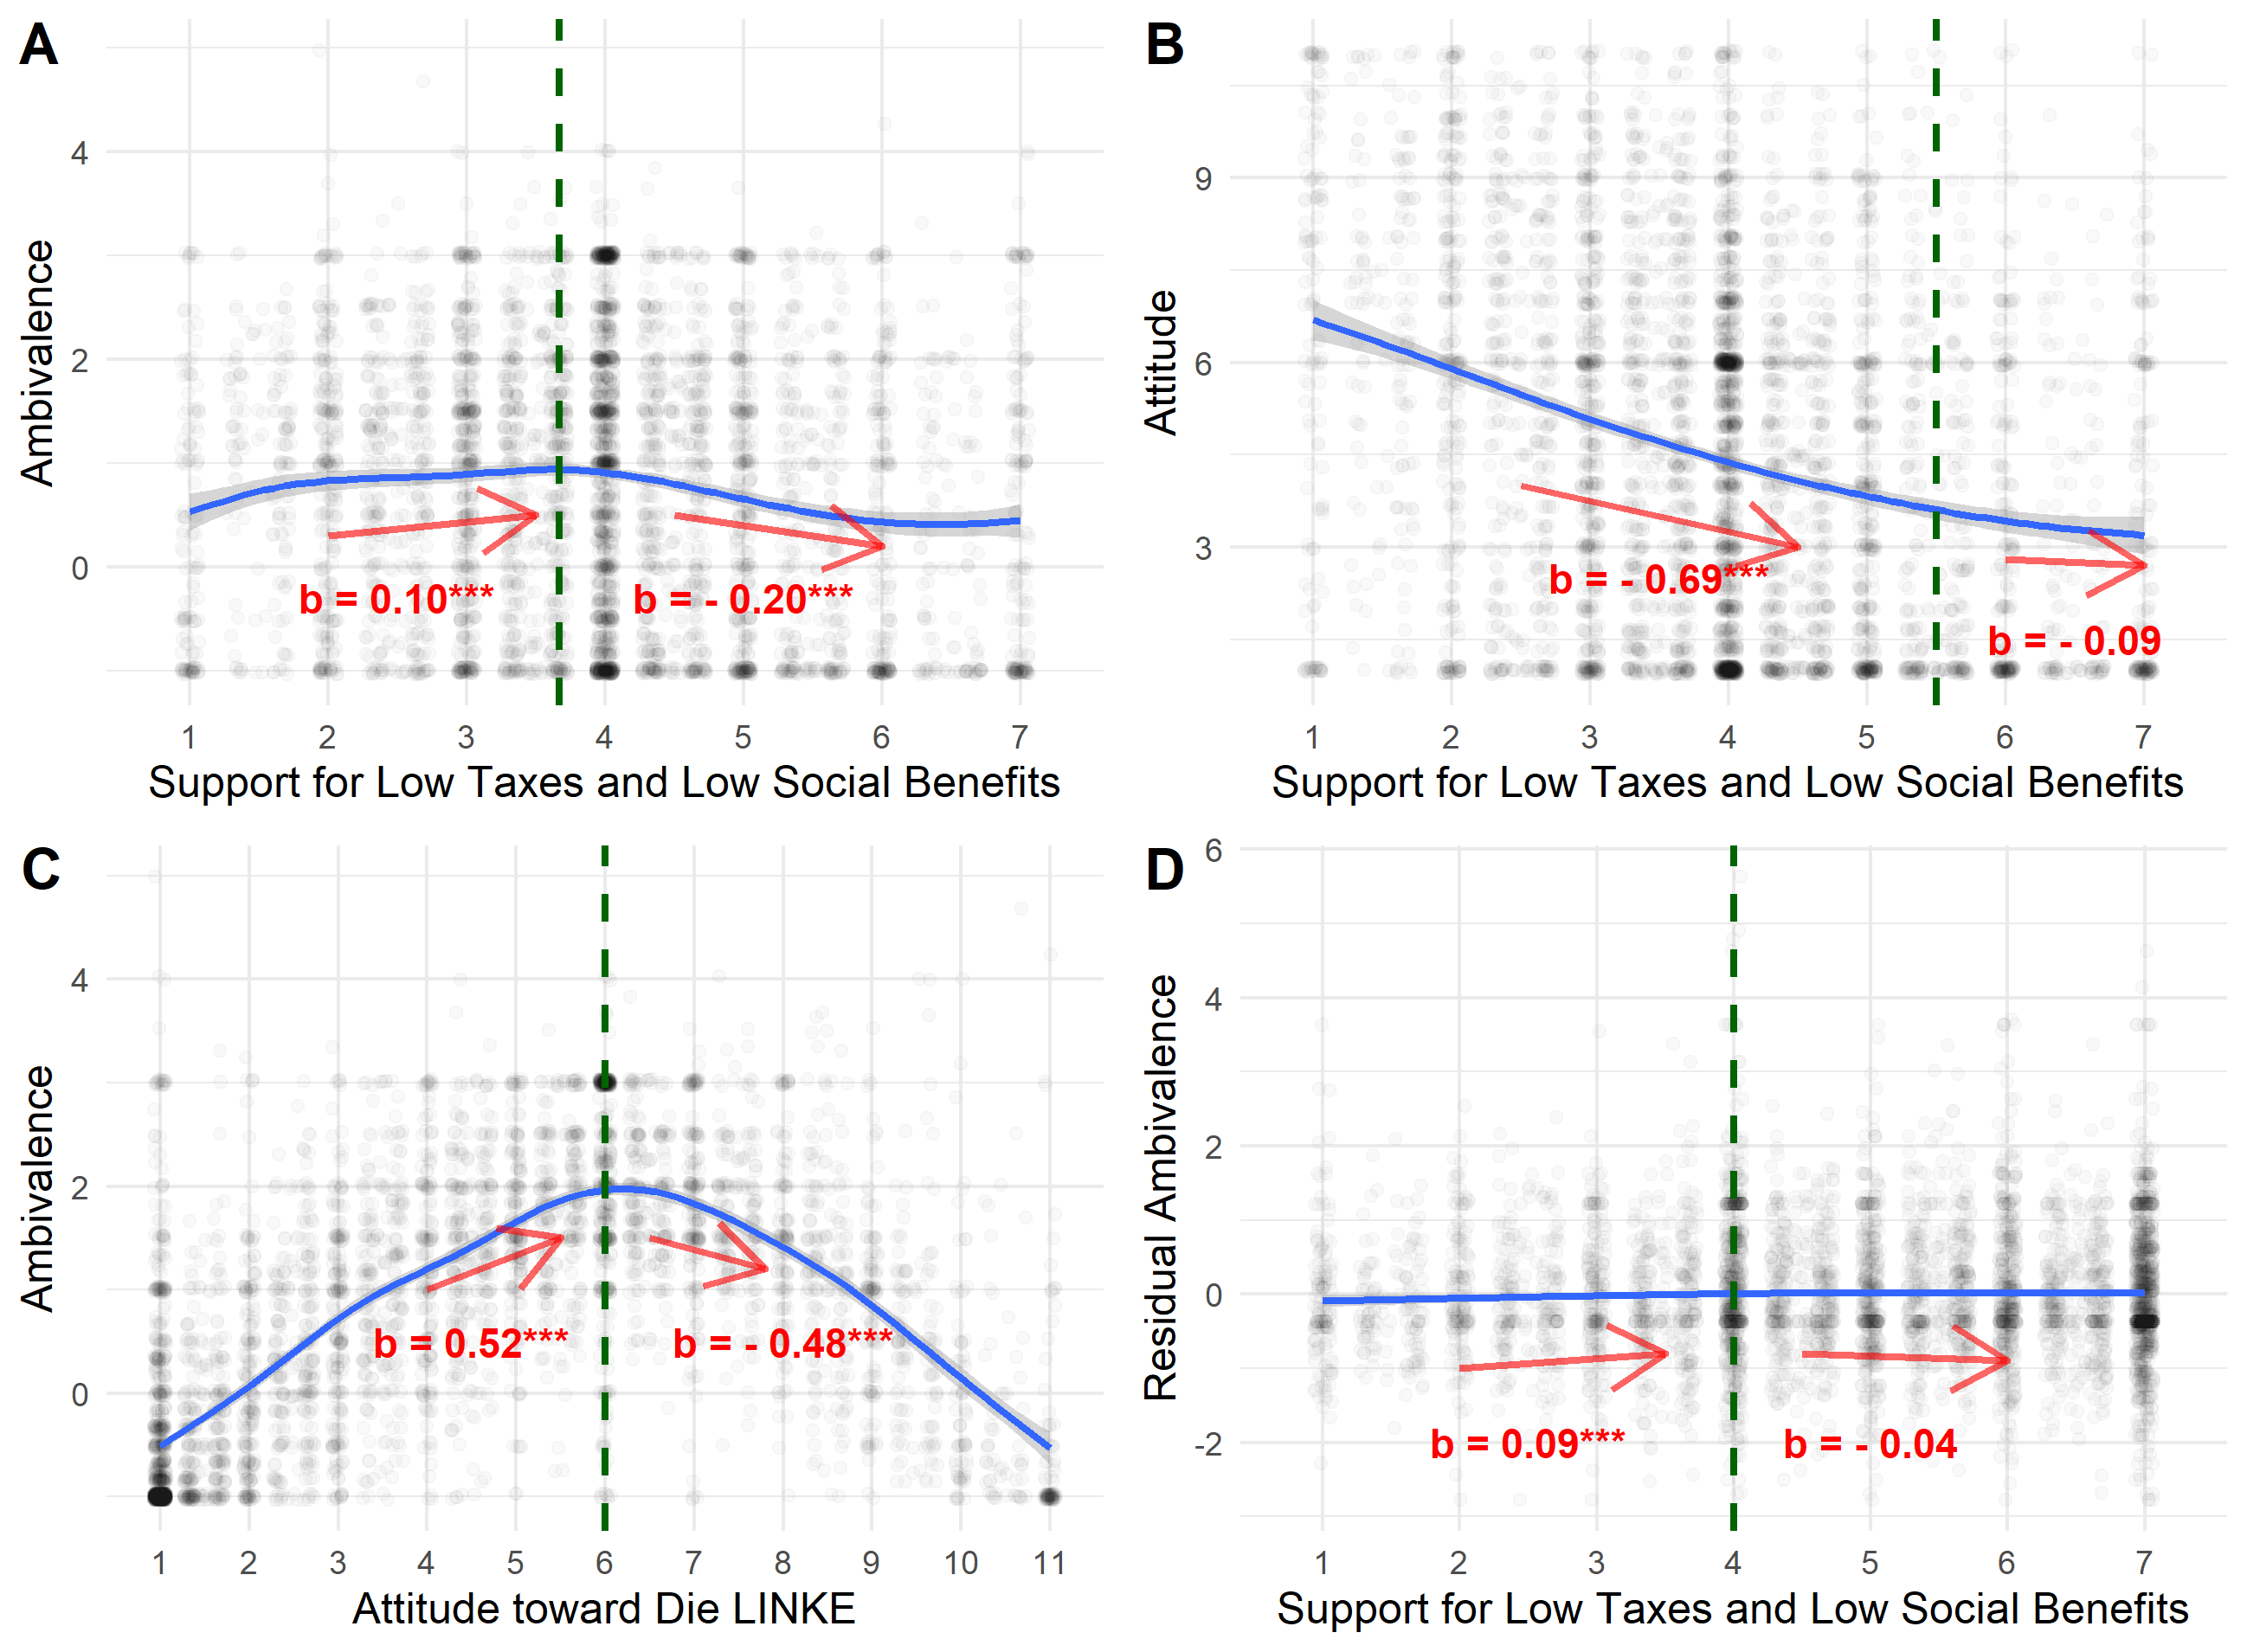 A
Ambivalence
4
2
0
b = 0.10***
b = - 0.20***
1 2 3 4 5 6 7
Support for Low Taxes and Low Social Benefits
B
Attitude
9
6
3
b = - 0.69***
b = - 0.09
1 2 3 4 5 6 7
Support for Low Taxes and Low Social Benefits
C
Ambivalence
4
2
0
b = 0.52***
b = - 0.48***
1 2 3 4 5 6 7 8 9 10 11
Attitude toward Die LINKE
D
Residual Ambivalence
6
4
2
0
-2
b = 0.09***
b = - 0.04
1 2 3 4 5 6 7
Support for Low Taxes and Low Social Benefits